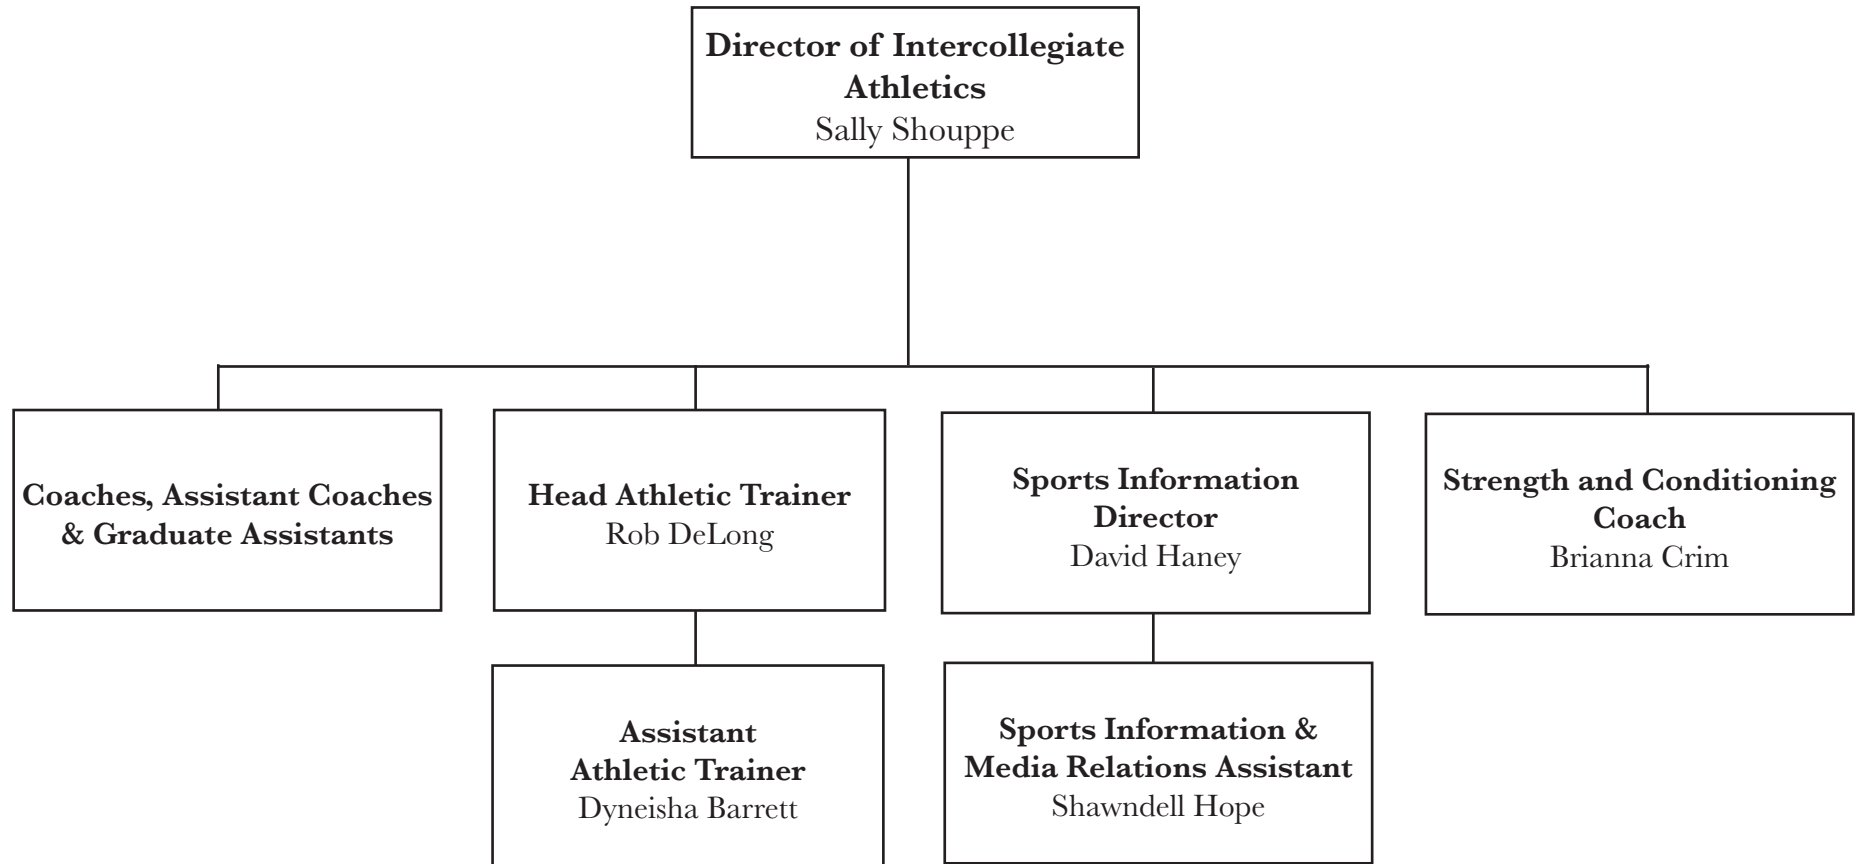 Director of Intercollegiate
Athletics
Sally Shouppe
Coaches, Assistant Coaches
& Graduate Assistants
Head Athletic Trainer
Rob DeLong
Sports Information
Director
David Haney
Strength and Conditioning
Coach
Brianna Crim
Assistant
Athletic Trainer
Dyneisha Barrett
Sports Information &
Media Relations Assistant
Shawndell Hope